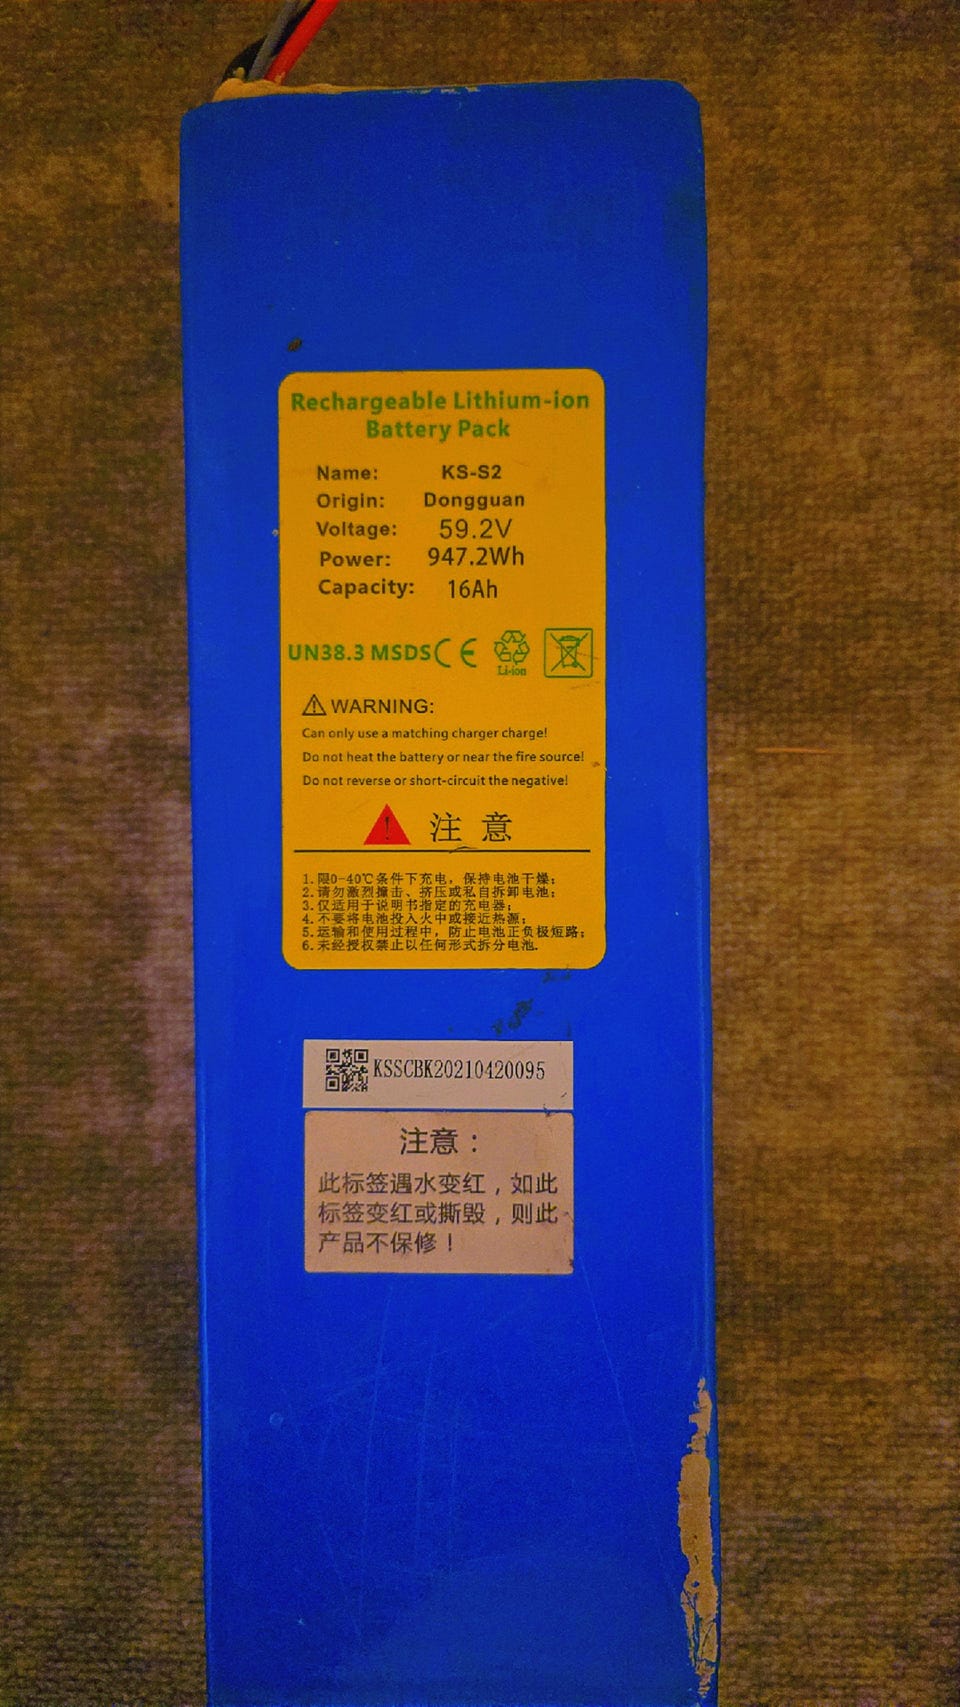 Rechargeable Lithium-ion
Battery Pack
Name: KS-S2
Origin: Dongguan
Voltage: 59.2V
Power: 947.2Wh
Capacity: 16Ah
UN38.3 MSDS CE
Li-ion
WARNING:
Can only use a matching charger charge!
Do not heat the battery or near the fire source!
Do not reverse or short-circuit the negative!
! 注 意
1.限0-40℃条件下充电，保持电池干燥；
2.请勿激烈撞击、挤压或私自拆卸电池；
3.仅适用于说明书指定的充电器；
4.不要将电池投入火中或接近热源；
5.运输和使用过程中，防止电池正负极短路；
6.未经授权禁止以任何形式拆分电池.
KSSCBK20210420095
注意：
此标签遇水变红，如此
标签变红或撕毁，则此
产品不保修！